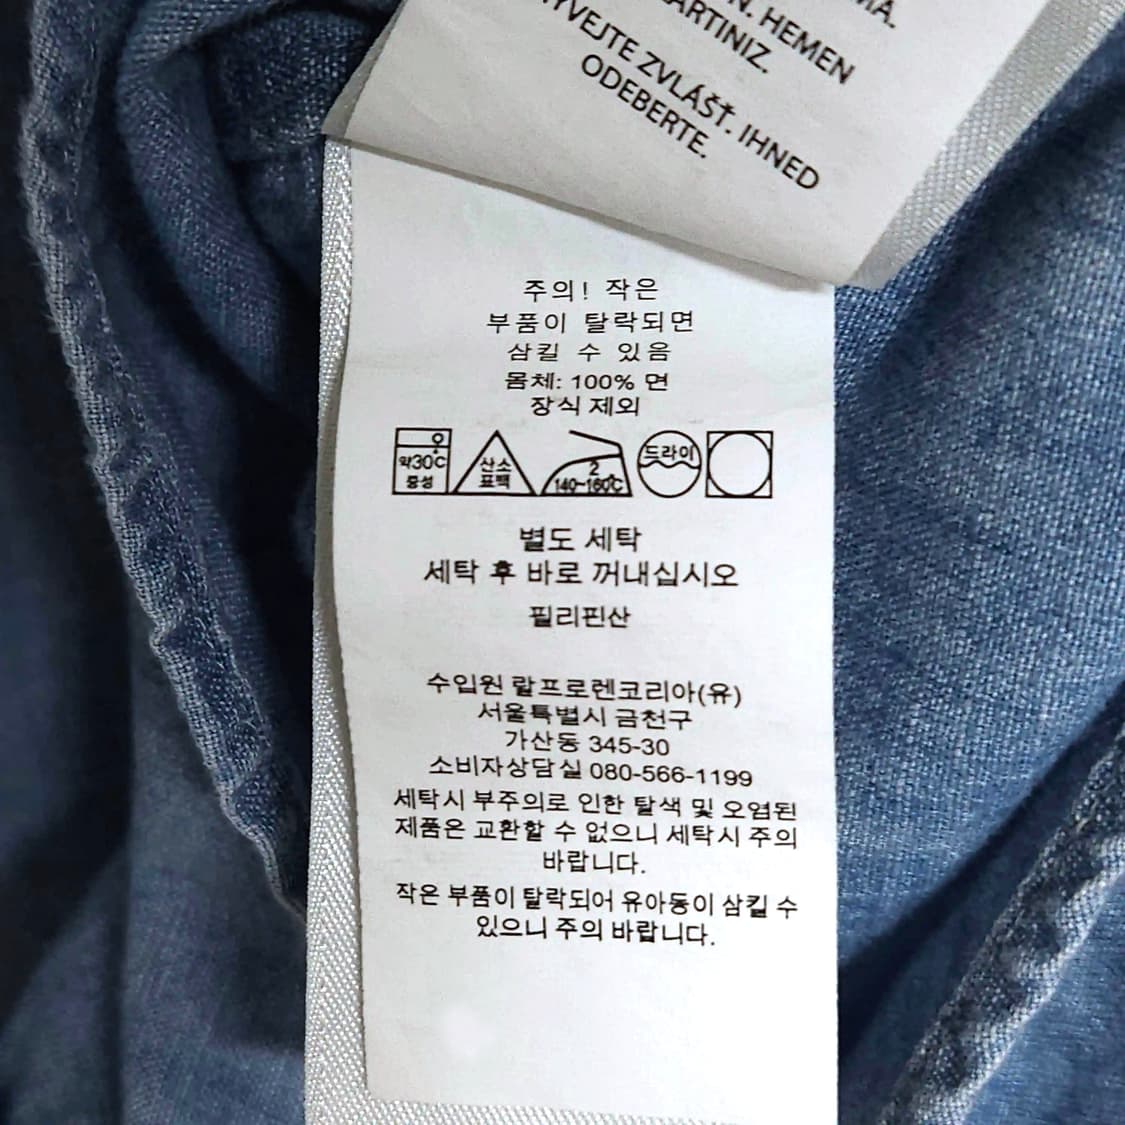 MA.
N. HEMEN
ARTINIZ.
YVEJTE ZVLÁŠŤ. IHNED
ODEBERTE.
주의! 작은
부품이 탈락되면
삼킬 수 있음
몸체: 100% 면
장식 제외
약30℃
중성
산소
표백
2
140~160℃
드라이
별도 세탁
세탁 후 바로 꺼내십시오
필리핀산
수입원 랄프로렌코리아(유)
서울특별시 금천구
가산동 345-30
소비자상담실 080-566-1199
세탁시 부주의로 인한 탈색 및 오염된
제품은 교환할 수 없으니 세탁시 주의
바랍니다.
작은 부품이 탈락되어 유아동이 삼킬 수
있으니 주의 바랍니다.